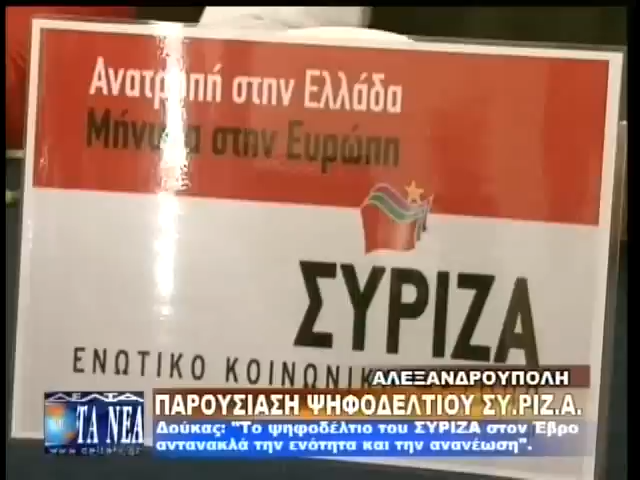 Ανατροπή στην Ελλάδα
Μήνυμα στην Ευρώπη
ΣΥΡΙΖΑ
ΕΝΩΤΙΚΟ
ΑΛΕΞΑΝΔΡΟΥΠΟΛΗ
ΠΑΡΟΥΣΙΑΣΗ ΨΗΦΟΔΕΛΤΙΟΥ ΣΥ.ΡΙΖ.Α.
ΔΕΛΤΑ
ΤΑ ΝΕΑ
Δούκας: "Το ψηφοδέλτιο του ΣΥΡΙΖΑ στον Έβρο
αντανακλά την ενότητα και την ανανέωση".